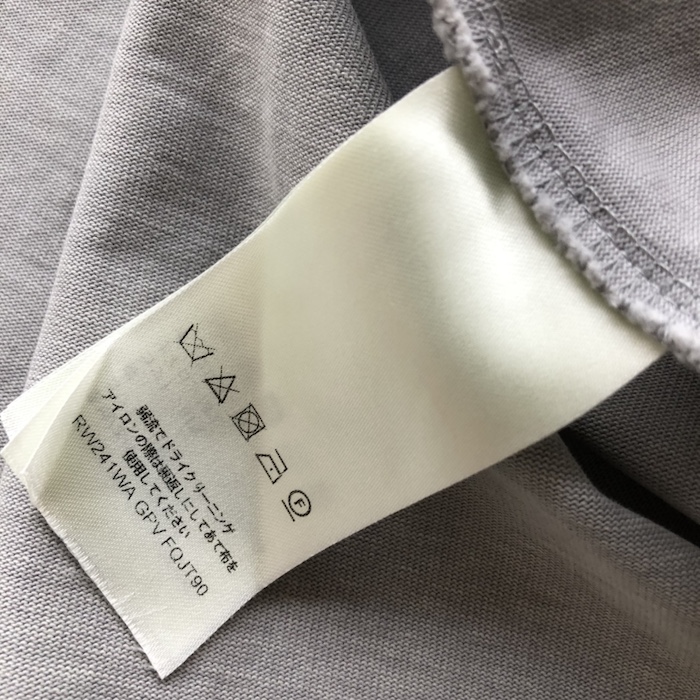 弱流でドライクリーニング
アイロンの際は裏返しにしてあて布を
使用してください
RW241WA GPV FQJT90
F